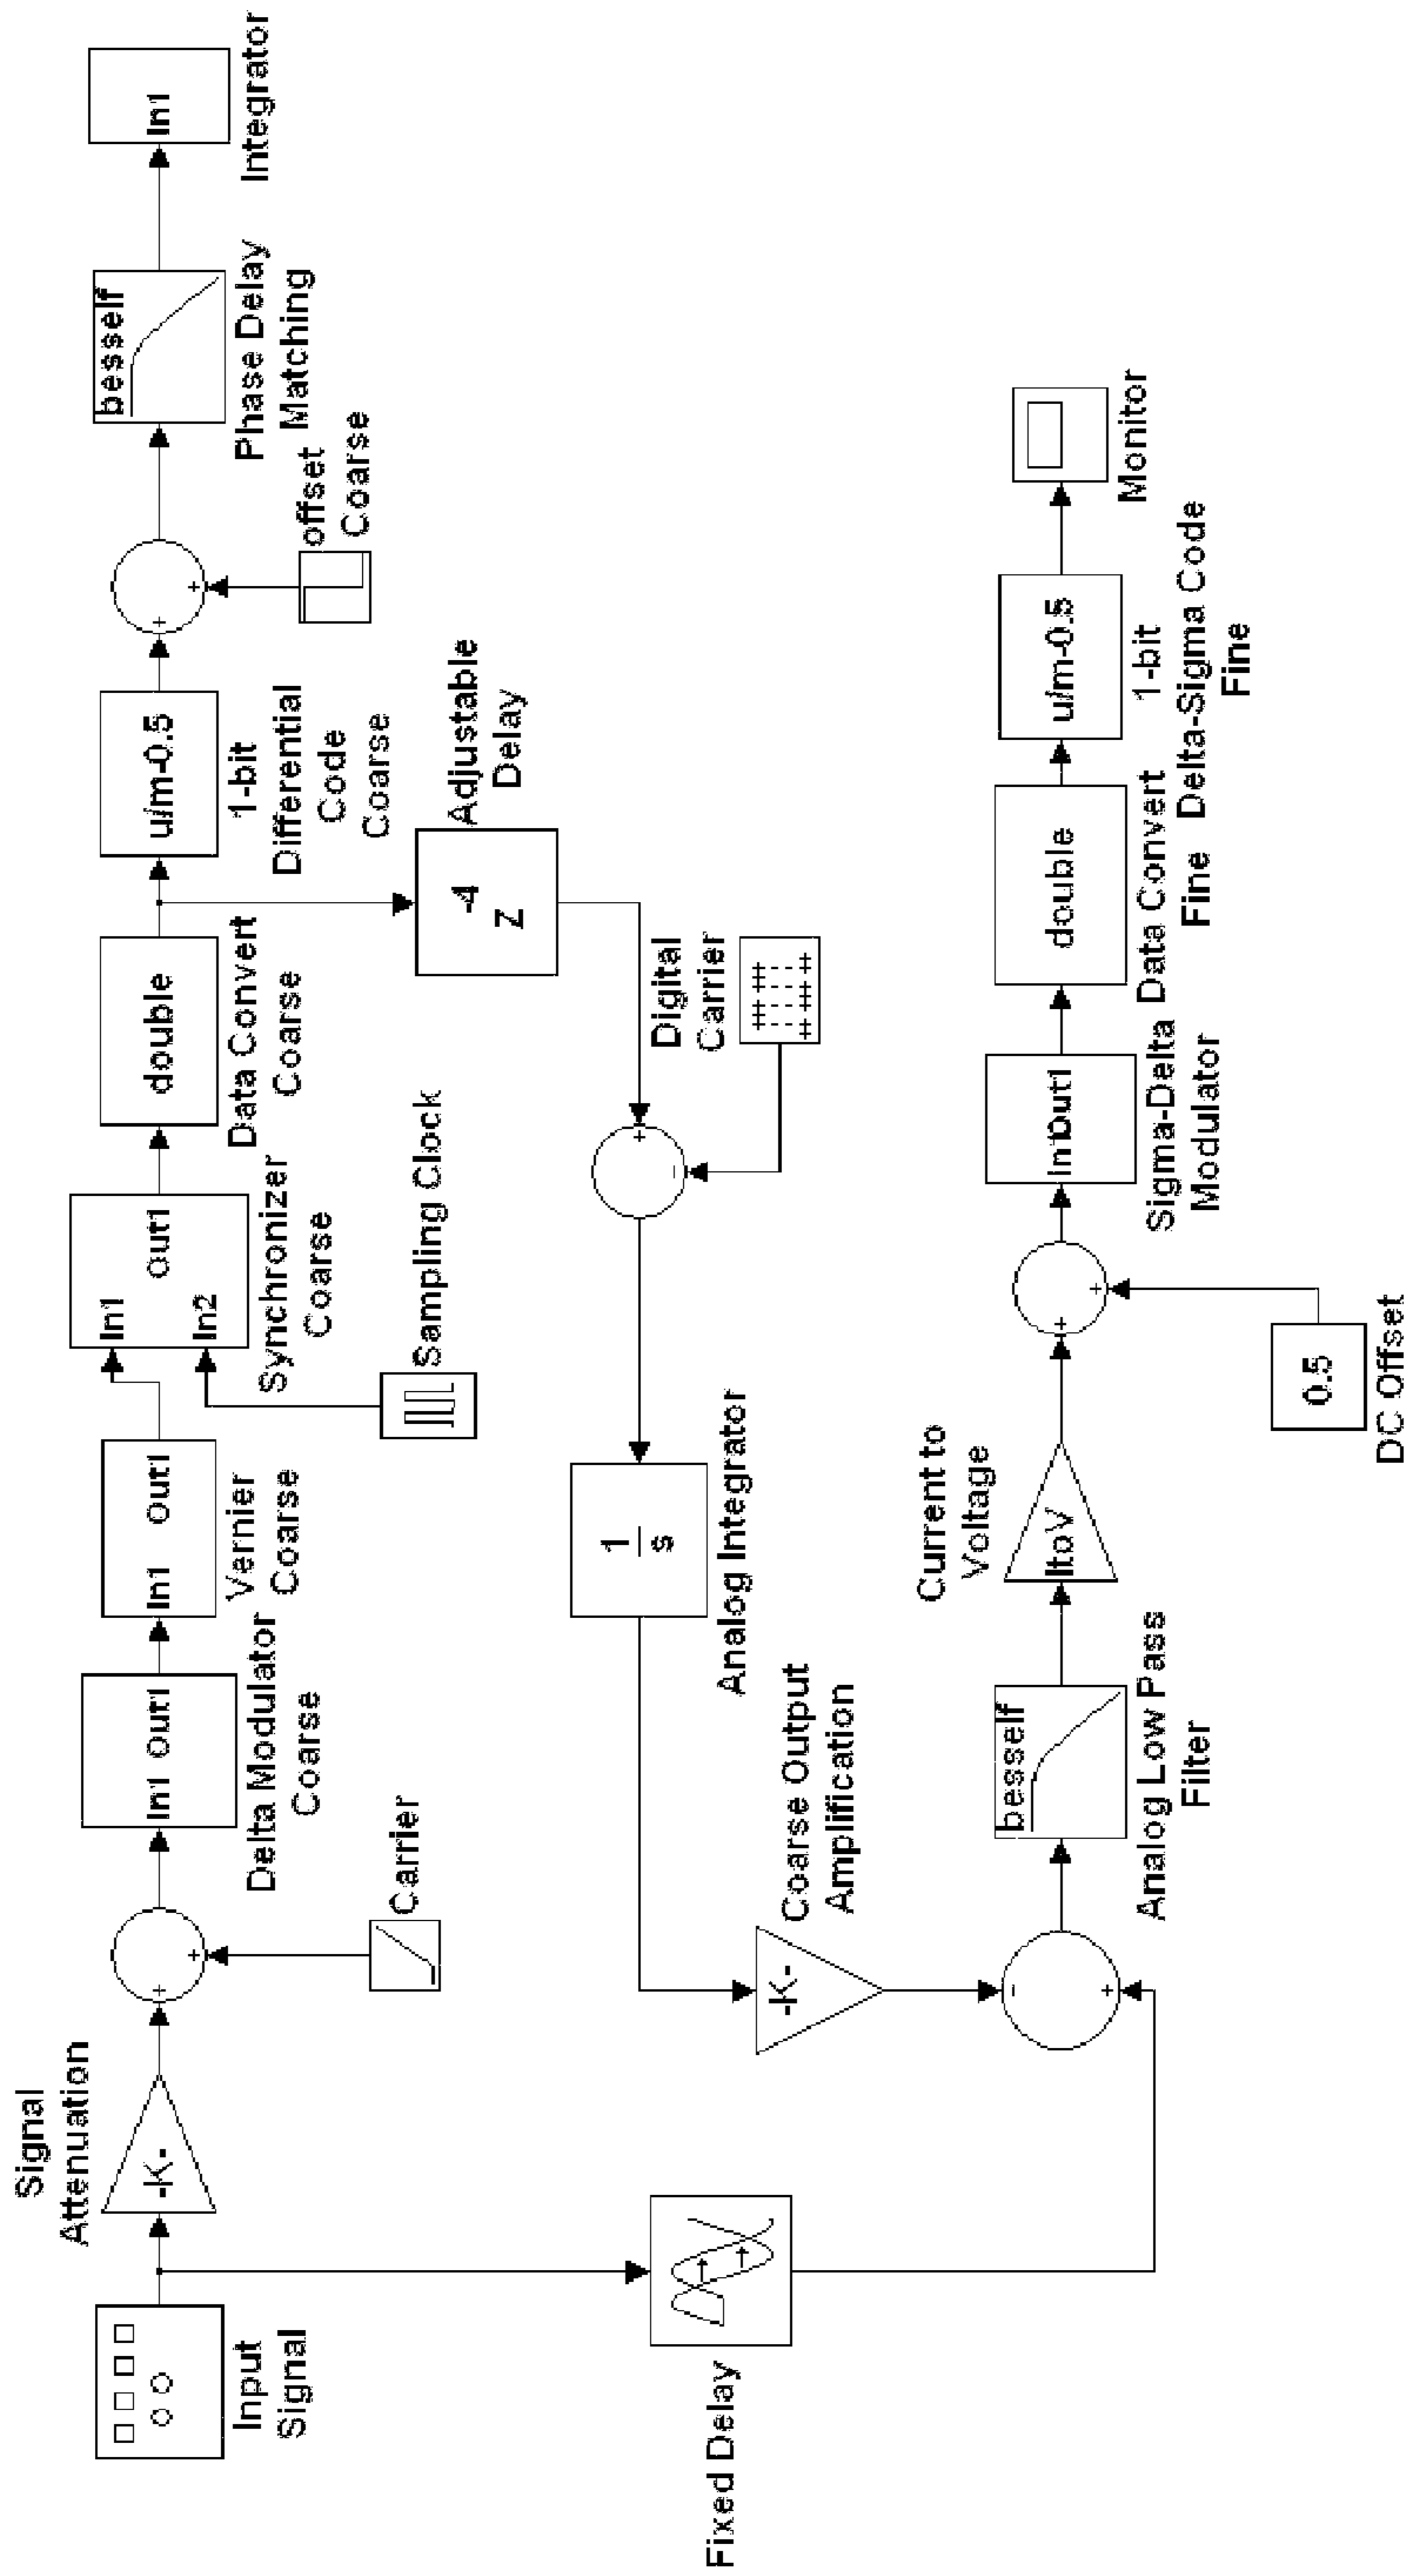 Input
Signal
Signal
Attenuation
-K-
+
+
Carrier
In1 Out1
Delta Modulator
Coarse
In1 Out1
Vernier
Coarse
In1
In2
Out1
Synchronizer
Coarse
Sampling Clock
double
Data Convert
Coarse
u/m-0.5
1-bit
Differential
Code
Coarse
+
+
offset
Coarse
besself
Phase Delay
Matching
In1
Integrator
-4
Z
Adjustable
Delay
Digital
Carrier
+
-
1
s
Analog Integrator
Coarse Output
Amplification
-K-
Fixed Delay
-
+
besself
Analog Low Pass
Filter
Current to
Voltage
ItoV
+
+
0.5
DC Offset
In1Out1
Sigma-Delta
Modulator
double
Data Convert
Fine
u/m-0.5
1-bit
Delta-Sigma Code
Fine
Monitor